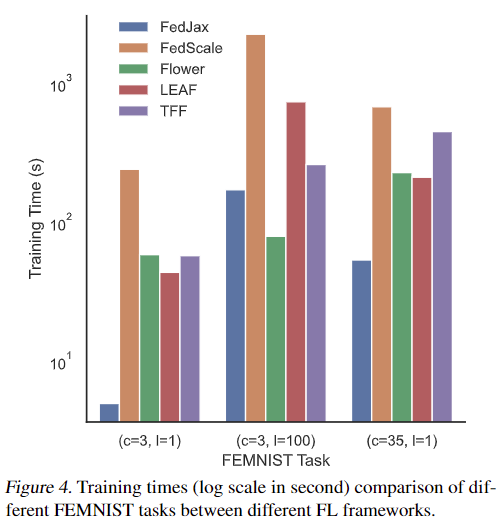 FedJax
FedScale
Flower
LEAF
TFF
10³
10²
10¹
Training Time (s)
(c=3, l=1) (c=3, l=100) (c=35, l=1)
FEMNIST Task
Figure 4. Training times (log scale in second) comparison of dif-
ferent FEMNIST tasks between different FL frameworks.